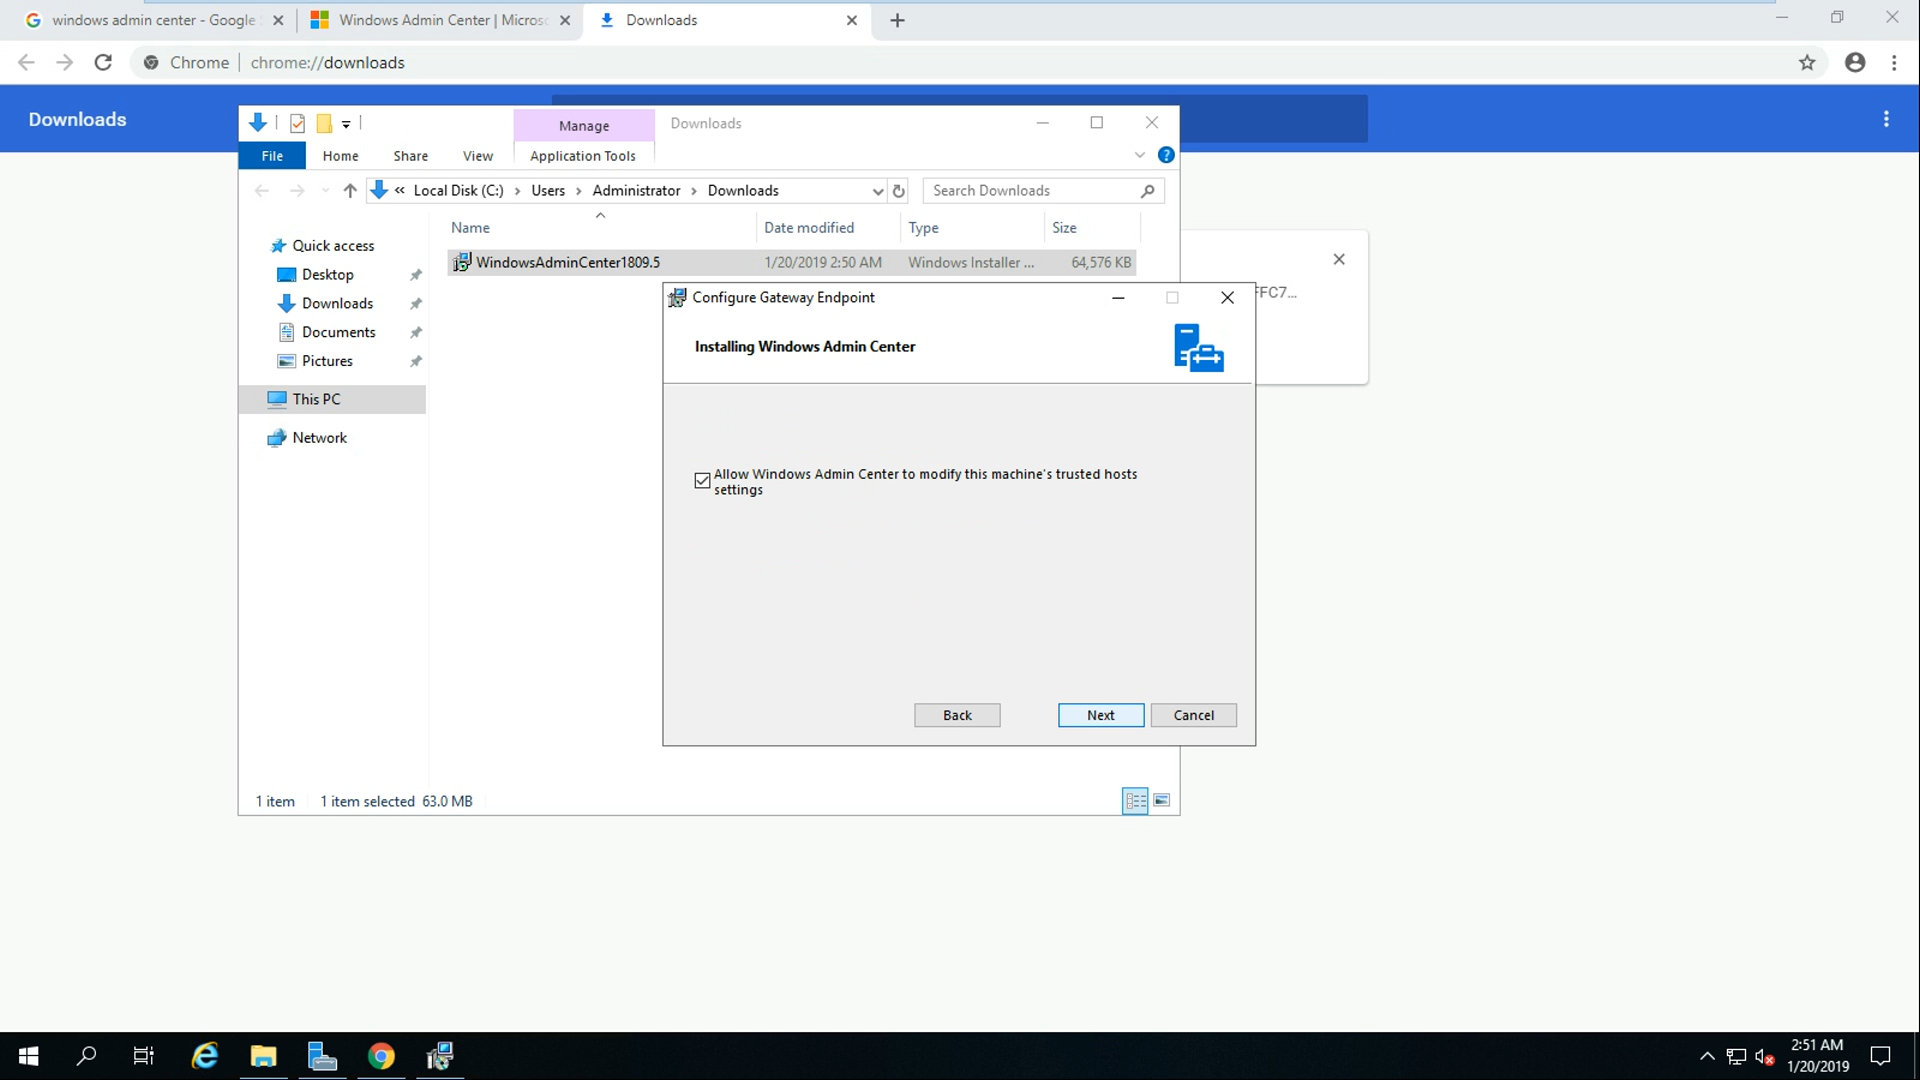 windows admin center - Google
Windows Admin Center | Micros
Downloads
Chrome
chrome://downloads
Downloads
Manage
Downloads
File
Home
Share
View
Application Tools
« Local Disk (C:) › Users › Administrator › Downloads
Search Downloads
Name
Date modified
Type
Size
Quick access
WindowsAdminCenter1809.5
1/20/2019 2:50 AM
Windows Installer ...
64,576 KB
Desktop
Downloads
Documents
Pictures
This PC
Network
FFC7...
Configure Gateway Endpoint
Installing Windows Admin Center
Allow Windows Admin Center to modify this machine's trusted hosts
settings
Back
Next
Cancel
1 item
1 item selected 63.0 MB
2:51 AM
1/20/2019